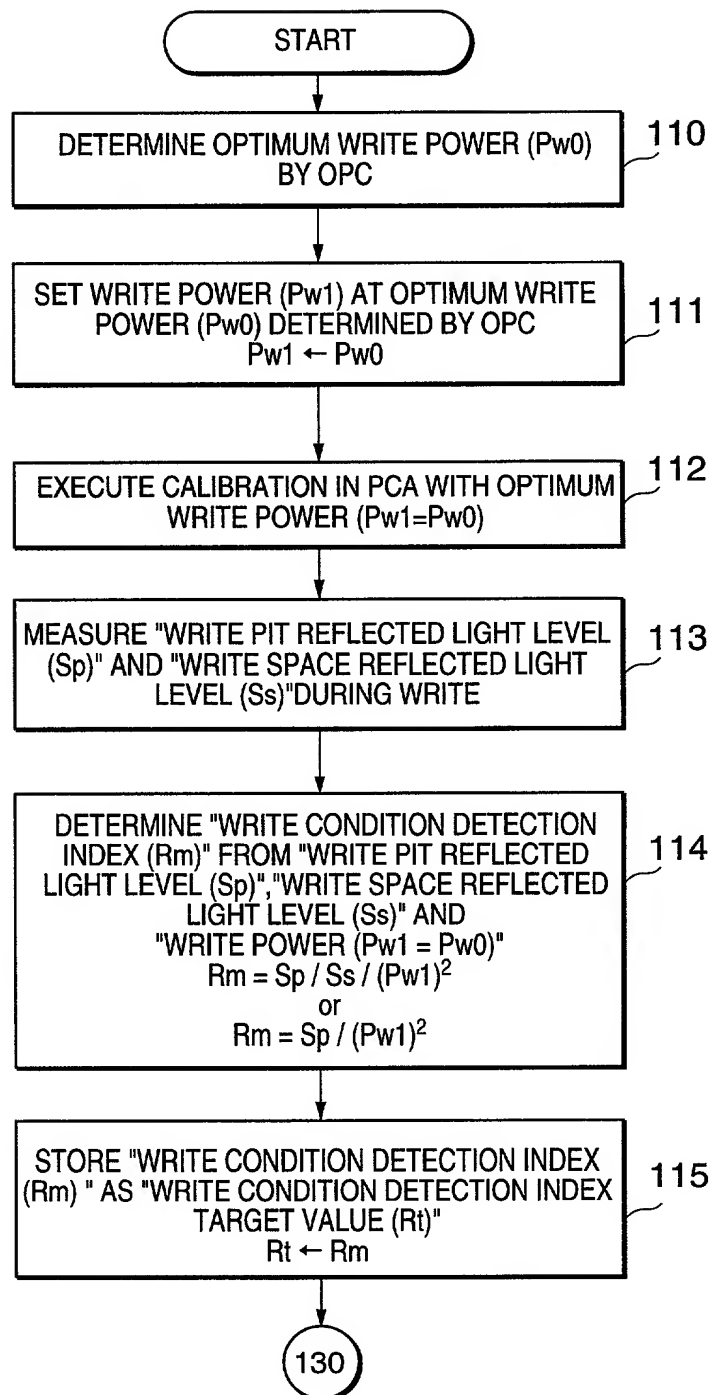 START
DETERMINE OPTIMUM WRITE POWER (Pw0)
BY OPC
110
SET WRITE POWER (Pw1) AT OPTIMUM WRITE
POWER (Pw0) DETERMINED BY OPC
Pw1 ← Pw0
111
EXECUTE CALIBRATION IN PCA WITH OPTIMUM
WRITE POWER (Pw1=Pw0)
112
MEASURE "WRITE PIT REFLECTED LIGHT LEVEL
(Sp)" AND "WRITE SPACE REFLECTED LIGHT
LEVEL (Ss)"DURING WRITE
113
DETERMINE "WRITE CONDITION DETECTION
INDEX (Rm)" FROM "WRITE PIT REFLECTED
LIGHT LEVEL (Sp)","WRITE SPACE REFLECTED
LIGHT LEVEL (Ss)" AND
"WRITE POWER (Pw1 = Pw0)"
Rm = Sp / Ss / (Pw1)²
or
Rm = Sp / (Pw1)²
114
STORE "WRITE CONDITION DETECTION INDEX
(Rm) " AS "WRITE CONDITION DETECTION INDEX
TARGET VALUE (Rt)"
Rt ← Rm
115
130